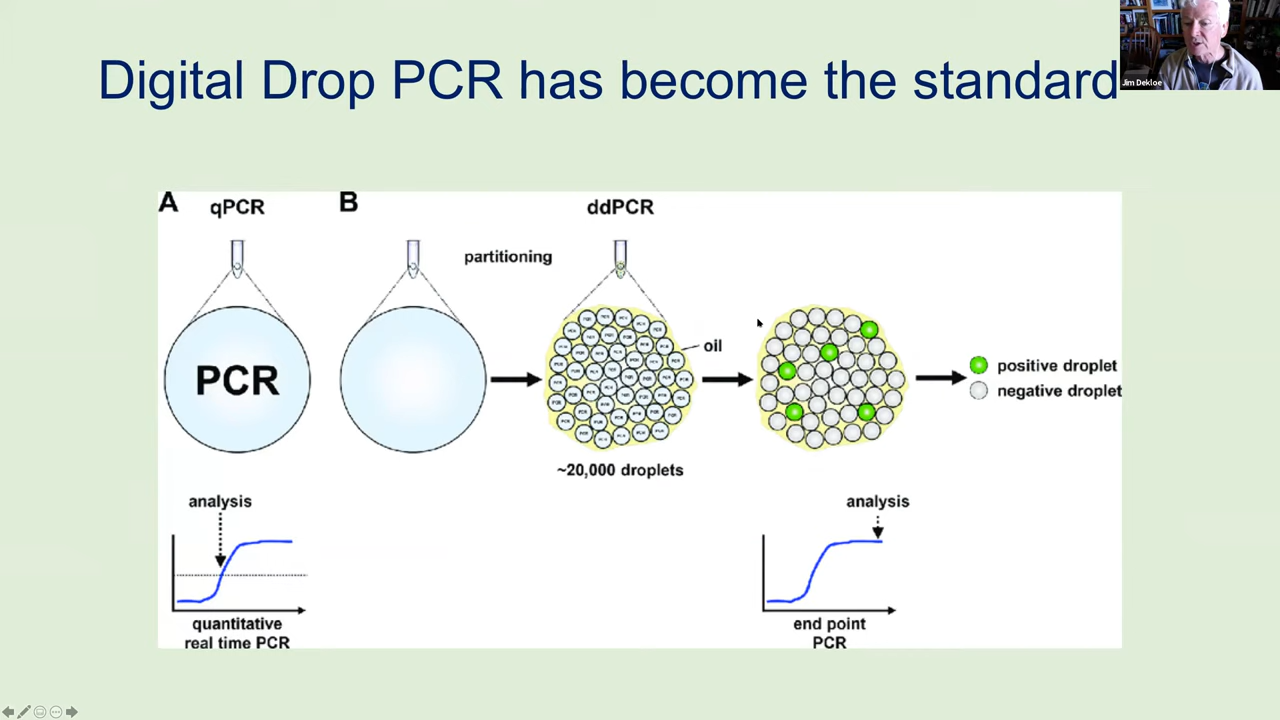 Digital Drop PCR has become the standard
Jim Dekloe
A
qPCR
B
ddPCR
partitioning
PCR
oil
positive droplet
negative droplet
~20,000 droplets
analysis
analysis
quantitative
real time PCR
end point
PCR